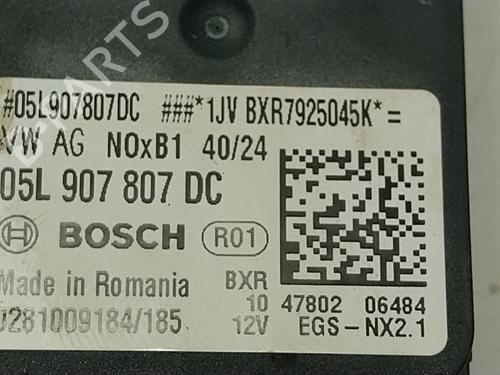 #05L907807DC ###*1JV BXR7925045K*=
VW AG NOxB1 40/24
05L 907 807 DC
BOSCH R01
Made in Romania BXR
10 47802 06484
0281009184/185 12V EGS-NX2.1